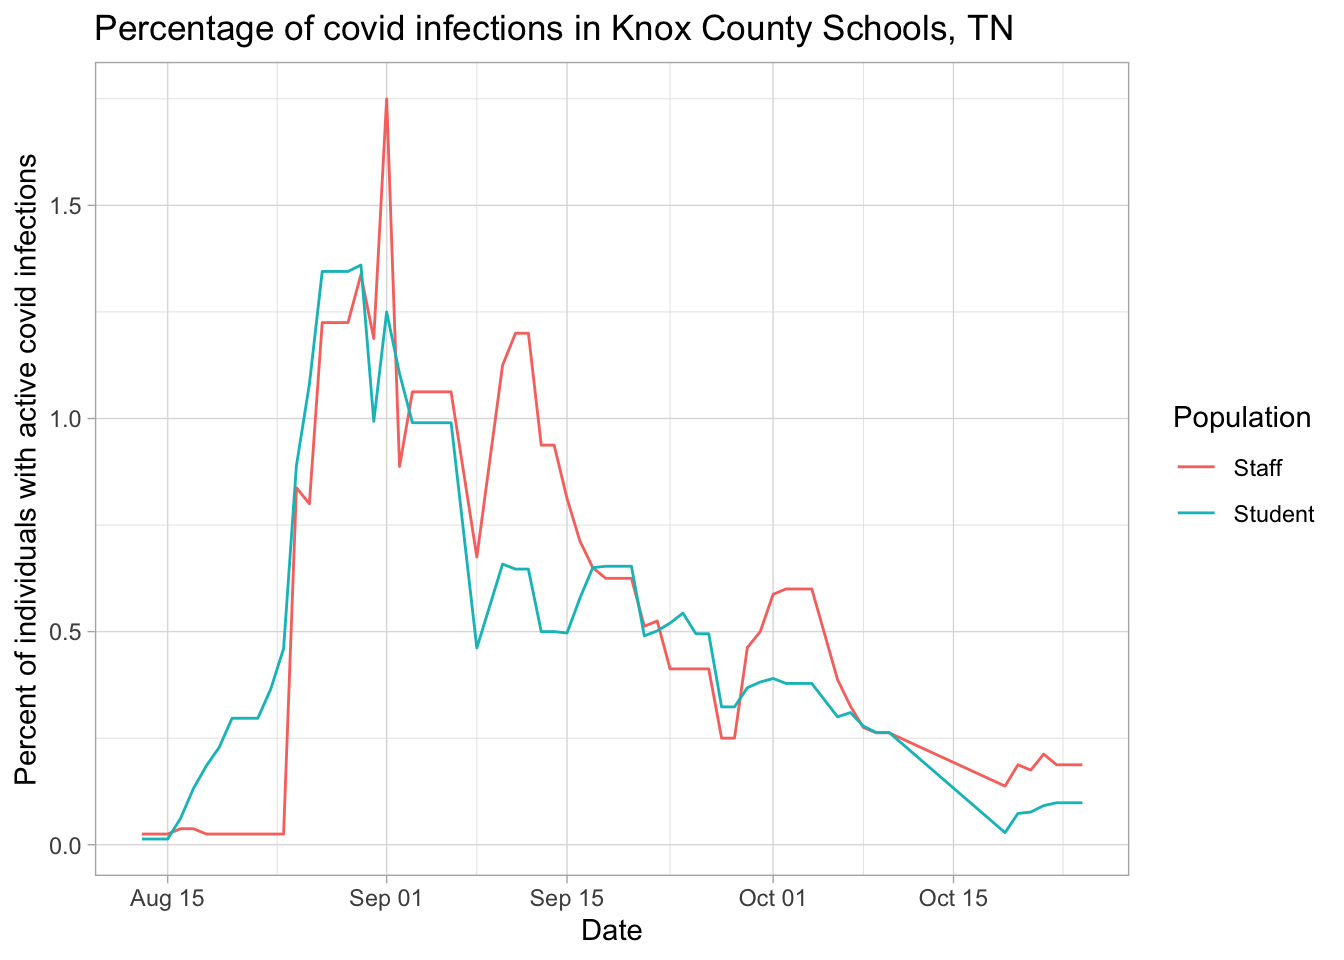 Percentage of covid infections in Knox County Schools, TN
Percent of individuals with active covid infections
1.5
1.0
0.5
0.0
Aug 15
Sep 01
Sep 15
Oct 01
Oct 15
Date
Population
Staff
Student